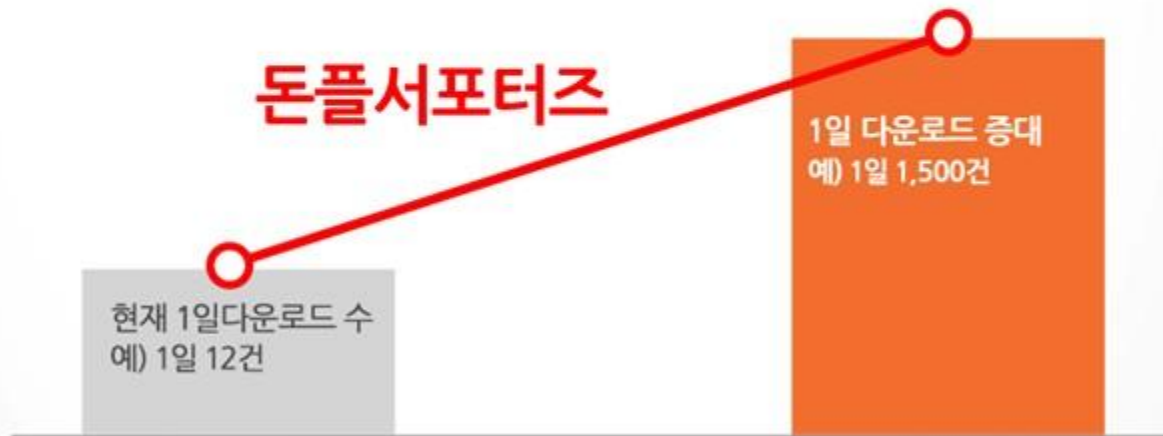 돈플서포터즈
1일 다운로드 증대
예) 1일 1,500건
현재 1일다운로드 수
예) 1일 12건